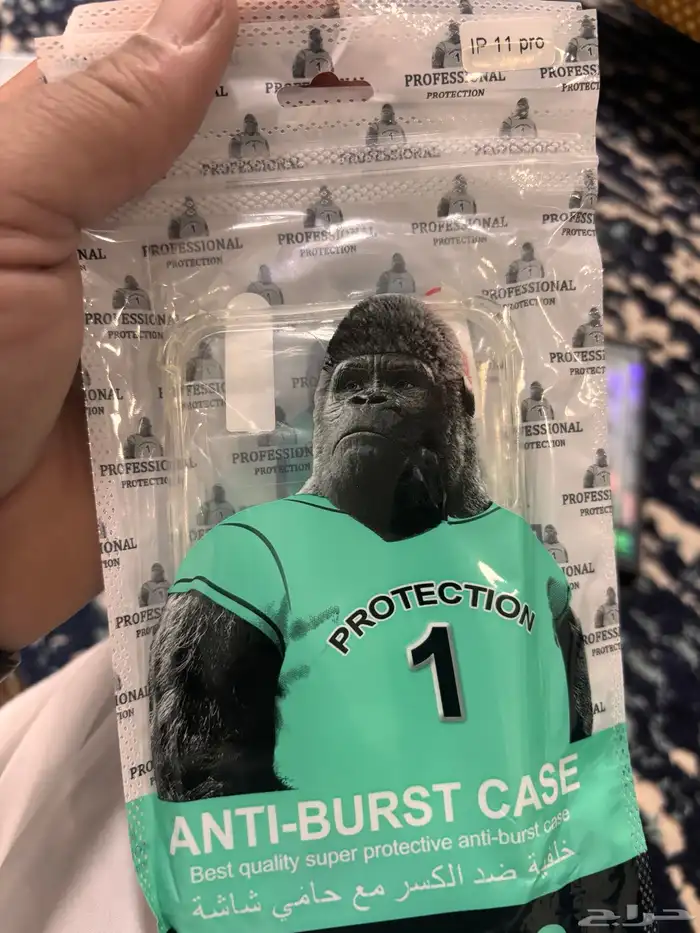 IP 11 pro
PROFESSIONAL
PROTECTION
PROTECTION
1
ANTI-BURST CASE
Best quality super protective anti-burst case
خلفية ضد الكسر مع حامي شاشة
حراج